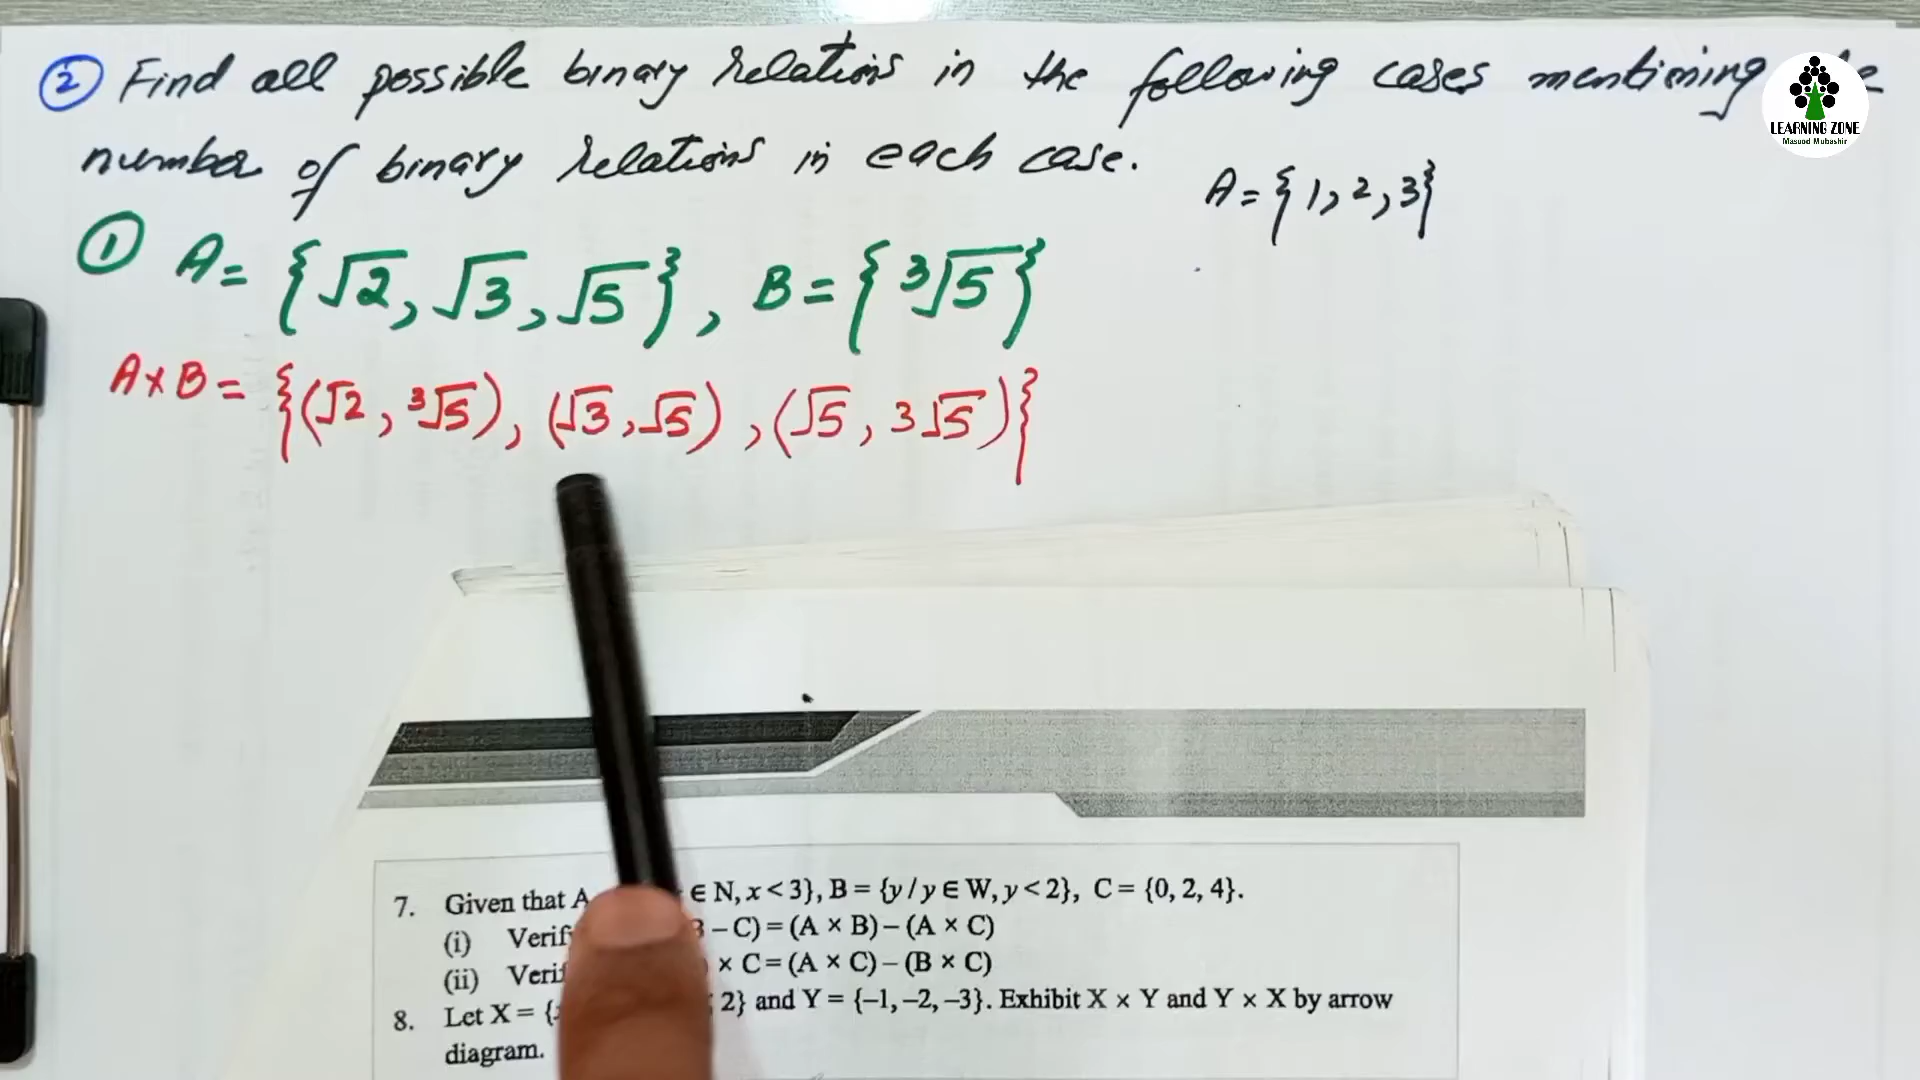 ② Find all possible binary relations in the following cases mentioning
number of binary relations in each case.
A = {1, 2, 3}
① A = {√2, √3, √5}, B = {³√5}
A × B = {(√2, ³√5), (√3, √5), (√5, 3√5)}
LEARNING ZONE
Masood Mubashir
7. Given that A ∈ N, x < 3}, B = {y / y ∈ W, y < 2}, C = {0, 2, 4}.
(i) – C) = (A × B) – (A × C)
(ii) × C = (A × C) – (B × C)
8. Let X = { 2} and Y = {–1, –2, –3}. Exhibit X × Y and Y × X by arrow
diagram.